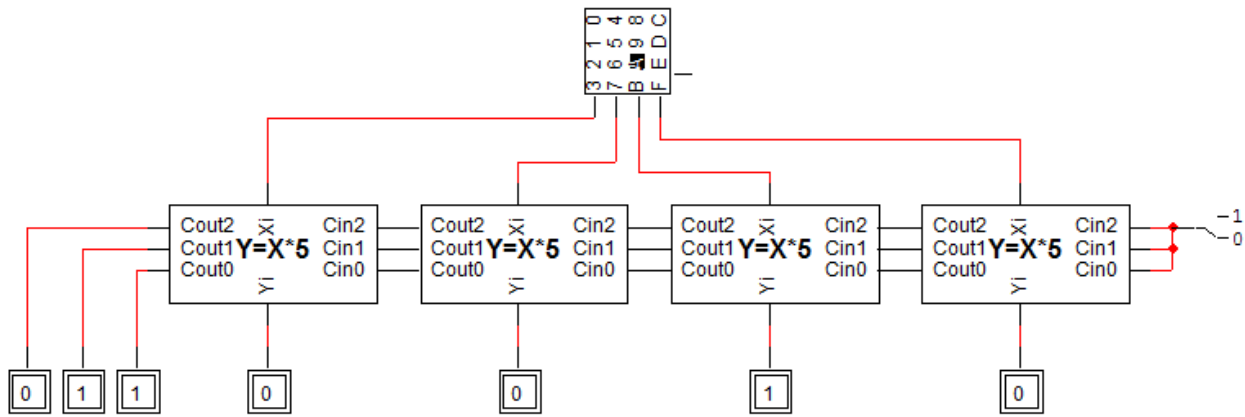 0 4 8 C
1 5 9 D
2 6 E
3 7 B F
Cout2 Xi Cin2 Cout2 Xi Cin2 Cout2 Xi Cin2 Cout2 Xi Cin2 1
Cout1 Y=X*5 Cin1 Cout1 Y=X*5 Cin1 Cout1 Y=X*5 Cin1 Cout1 Y=X*5 Cin1 0
Cout0 Cin0 Cout0 Cin0 Cout0 Cin0 Cout0 Cin0
Yi Yi Yi Yi
0 1 1 0 0 1 0